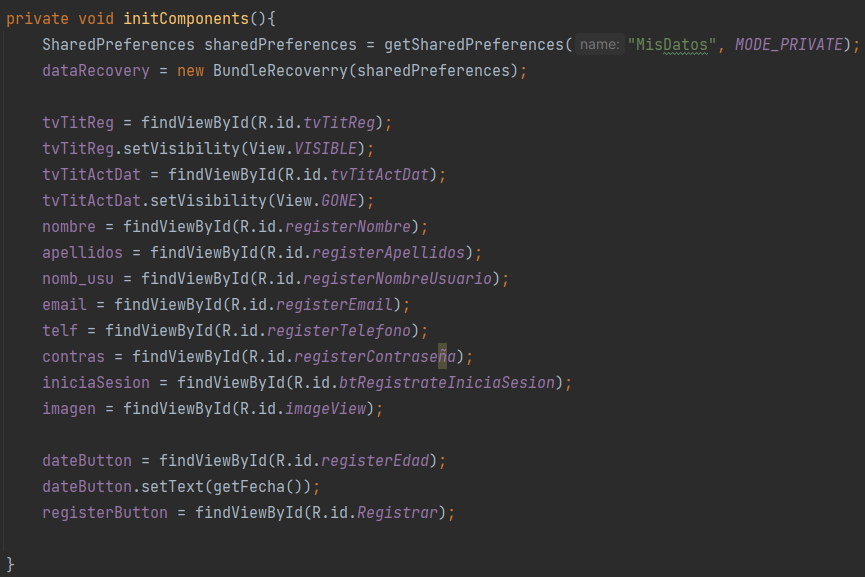 private void initComponents(){
SharedPreferences sharedPreferences = getSharedPreferences( name: "MisDatos", MODE_PRIVATE);
dataRecovery = new BundleRecoverry(sharedPreferences);
tvTitReg = findViewById(R.id.tvTitReg);
tvTitReg.setVisibility(View.VISIBLE);
tvTitActDat = findViewById(R.id.tvTitActDat);
tvTitActDat.setVisibility(View.GONE);
nombre = findViewById(R.id.registerNombre);
apellidos = findViewById(R.id.registerApellidos);
nomb_usu = findViewById(R.id.registerNombreUsuario);
email = findViewById(R.id.registerEmail);
telf = findViewById(R.id.registerTelefono);
contras = findViewById(R.id.registerContraseña);
iniciaSesion = findViewById(R.id.btRegistrateIniciaSesion);
imagen = findViewById(R.id.imageView);
dateButton = findViewById(R.id.registerEdad);
dateButton.setText(getFecha());
registerButton = findViewById(R.id.Registrar);
}